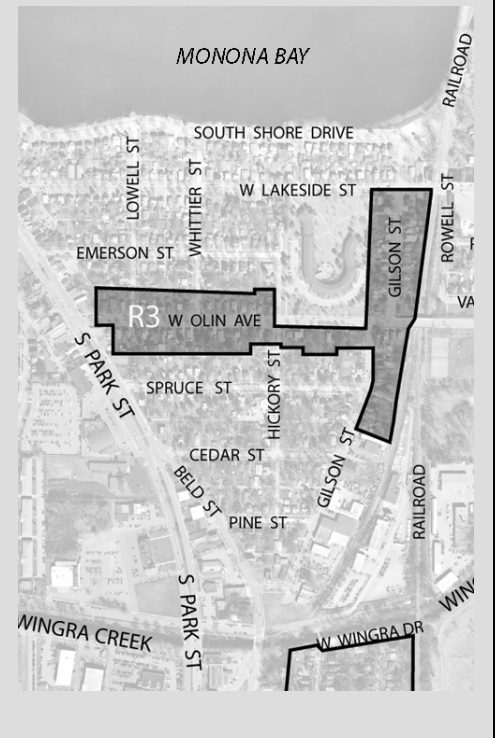 MONONA BAY
RAILROAD
SOUTH SHORE DRIVE
LOWELL ST
WHITTIER ST
W LAKESIDE ST
GILSON ST
ROWELL ST
EMERSON ST
VA
R3
W OLIN AVE
S PARK ST
SPRUCE ST
HICKORY ST
CEDAR ST
BELD ST
GILSON ST
RAILROAD
PINE ST
S PARK ST
WINGRA CREEK
W WINGRA DR
WING